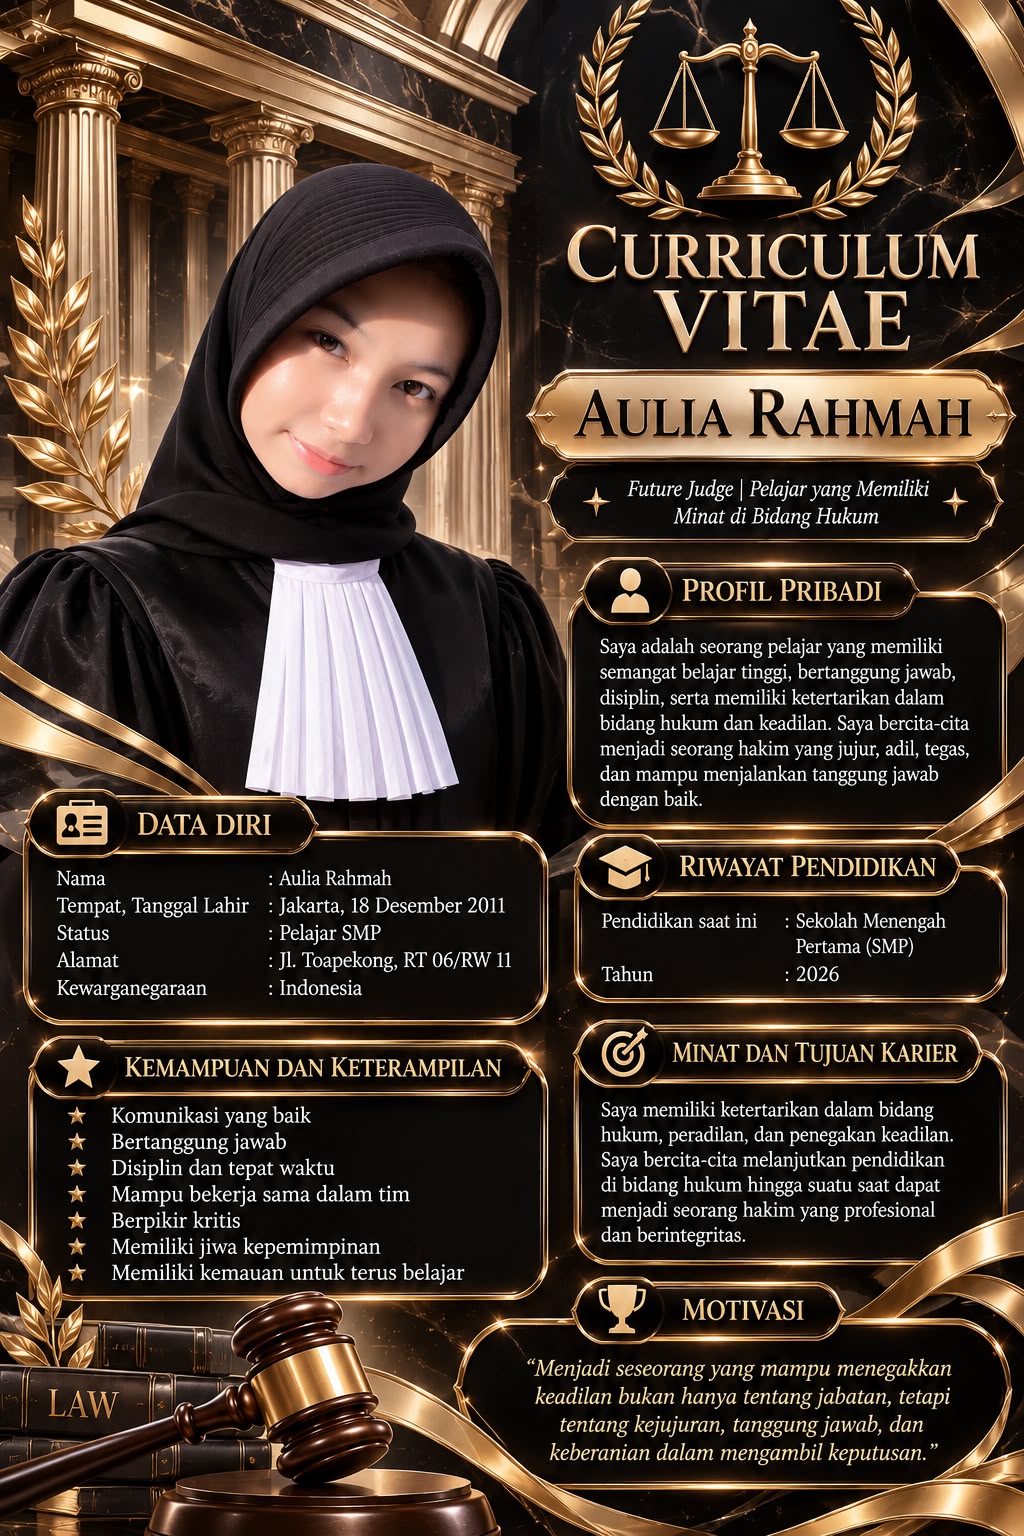 CURRICULUM
VITAE
AULIA RAHMAH
Future Judge | Pelajar yang Memiliki
Minat di Bidang Hukum
PROFIL PRIBADI
Saya adalah seorang pelajar yang memiliki
semangat belajar tinggi, bertanggung jawab,
disiplin, serta memiliki ketertarikan dalam
bidang hukum dan keadilan. Saya bercita-cita
menjadi seorang hakim yang jujur, adil, tegas,
dan mampu menjalankan tanggung jawab
dengan baik.
DATA DIRI
Nama : Aulia Rahmah
Tempat, Tanggal Lahir : Jakarta, 18 Desember 2011
Status : Pelajar SMP
Alamat : Jl. Toapekong, RT 06/RW 11
Kewarganegaraan : Indonesia
RIWAYAT PENDIDIKAN
Pendidikan saat ini : Sekolah Menengah
Pertama (SMP)
Tahun : 2026
KEMAMPUAN DAN KETERAMPILAN
Komunikasi yang baik
Bertanggung jawab
Disiplin dan tepat waktu
Mampu bekerja sama dalam tim
Berpikir kritis
Memiliki jiwa kepemimpinan
Memiliki kemauan untuk terus belajar
MINAT DAN TUJUAN KARIER
Saya memiliki ketertarikan dalam bidang
hukum, peradilan, dan penegakan keadilan.
Saya bercita-cita melanjutkan pendidikan
di bidang hukum hingga suatu saat dapat
menjadi seorang hakim yang profesional
dan berintegritas.
MOTIVASI
“Menjadi seseorang yang mampu menegakkan
keadilan bukan hanya tentang jabatan, tetapi
tentang kejujuran, tanggung jawab, dan
keberanian dalam mengambil keputusan.”
LAW